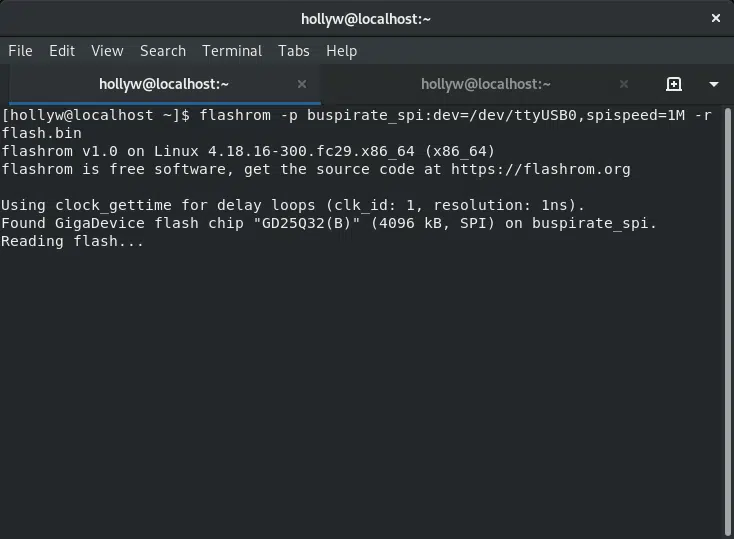 hollyw@localhost:~
File Edit View Search Terminal Tabs Help
hollyw@localhost:~ hollyw@localhost:~
[hollyw@localhost ~]$ flashrom -p buspirate_spi:dev=/dev/ttyUSB0,spispeed=1M -r
flash.bin
flashrom v1.0 on Linux 4.18.16-300.fc29.x86_64 (x86_64)
flashrom is free software, get the source code at https://flashrom.org

Using clock_gettime for delay loops (clk_id: 1, resolution: 1ns).
Found GigaDevice flash chip "GD25Q32(B)" (4096 kB, SPI) on buspirate_spi.
Reading flash...